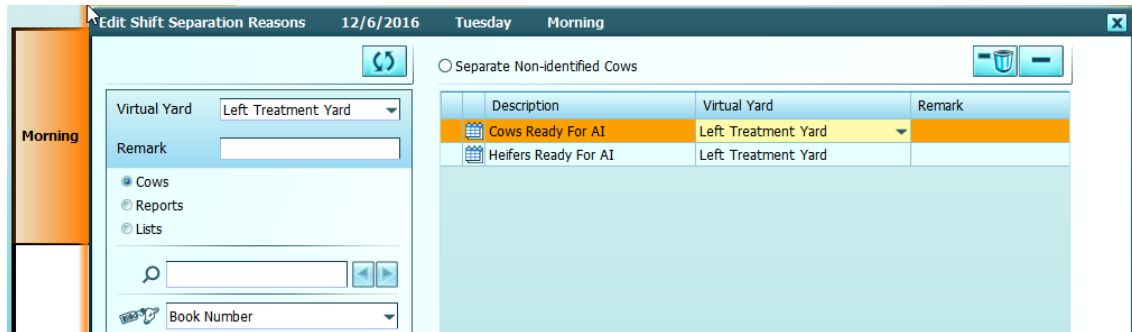 Edit Shift Separation Reasons 12/6/2016 Tuesday Morning
Separate Non-identified Cows
Morning
Virtual Yard Left Treatment Yard
Remark
Cows
Reports
Lists
Book Number
Description Virtual Yard Remark
Cows Ready For AI Left Treatment Yard
Heifers Ready For AI Left Treatment Yard